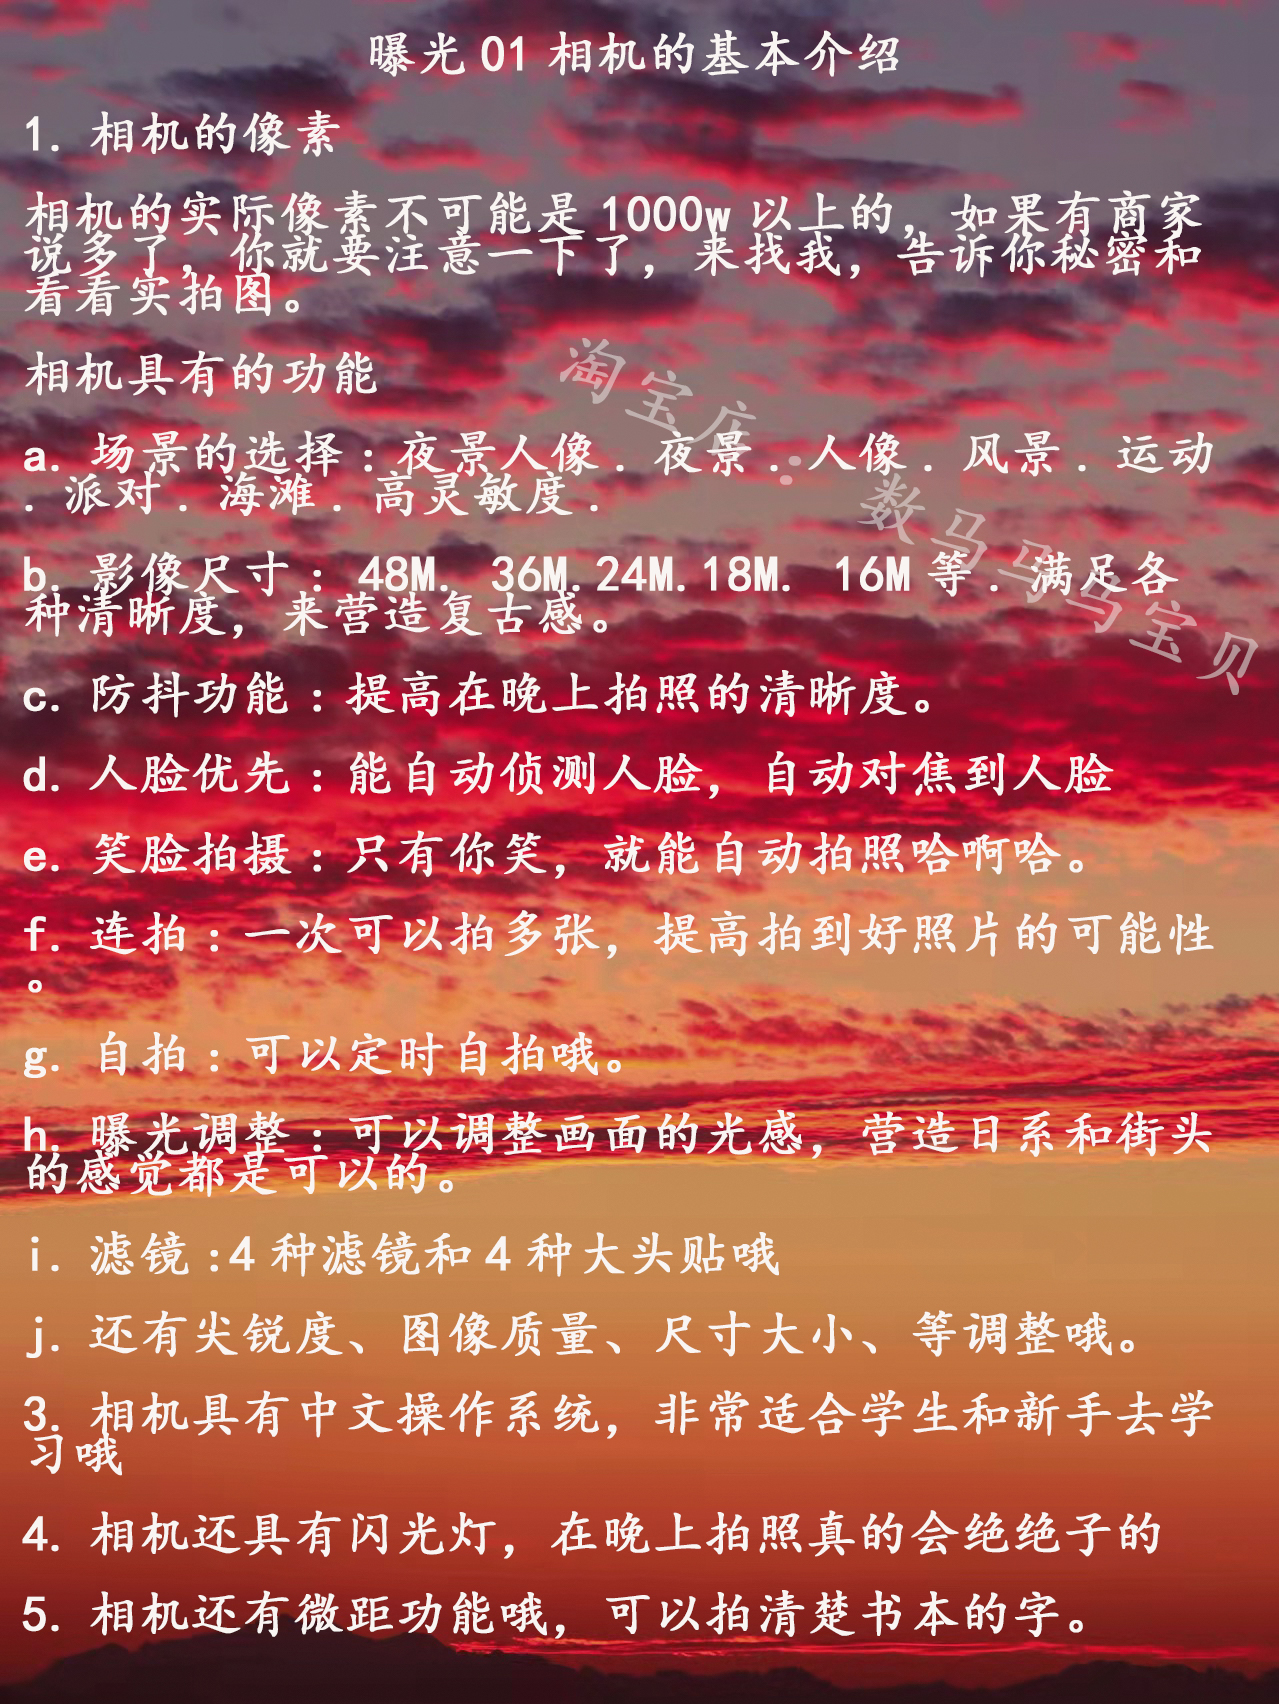 曝光 01 相机的基本介绍
1. 相机的像素
相机的实际像素不可能是 1000w 以上的，如果有商家
说多了，你就要注意一下了，来找我，告诉你秘密和
看看实拍图。
相机具有的功能
a. 场景的选择：夜景人像．夜景．人像．风景．运动
．派对．海滩．高灵敏度．
b. 影像尺寸： 48M. 36M.24M.18M. 16M 等．满足各
种清晰度，来营造复古感。
c. 防抖功能：提高在晚上拍照的清晰度。
d. 人脸优先：能自动侦测人脸，自动对焦到人脸
e. 笑脸拍摄：只有你笑，就能自动拍照哈啊哈。
f. 连拍：一次可以拍多张，提高拍到好照片的可能性
。
g. 自拍：可以定时自拍哦。
h. 曝光调整：可以调整画面的光感，营造日系和街头
的感觉都是可以的。
i. 滤镜:4 种滤镜和 4 种大头贴哦
j. 还有尖锐度、图像质量、尺寸大小、等调整哦。
3. 相机具有中文操作系统，非常适合学生和新手去学
习哦
4. 相机还具有闪光灯，在晚上拍照真的会绝绝子的
5. 相机还有微距功能哦，可以拍清楚书本的字。
淘宝店：数马马马宝贝